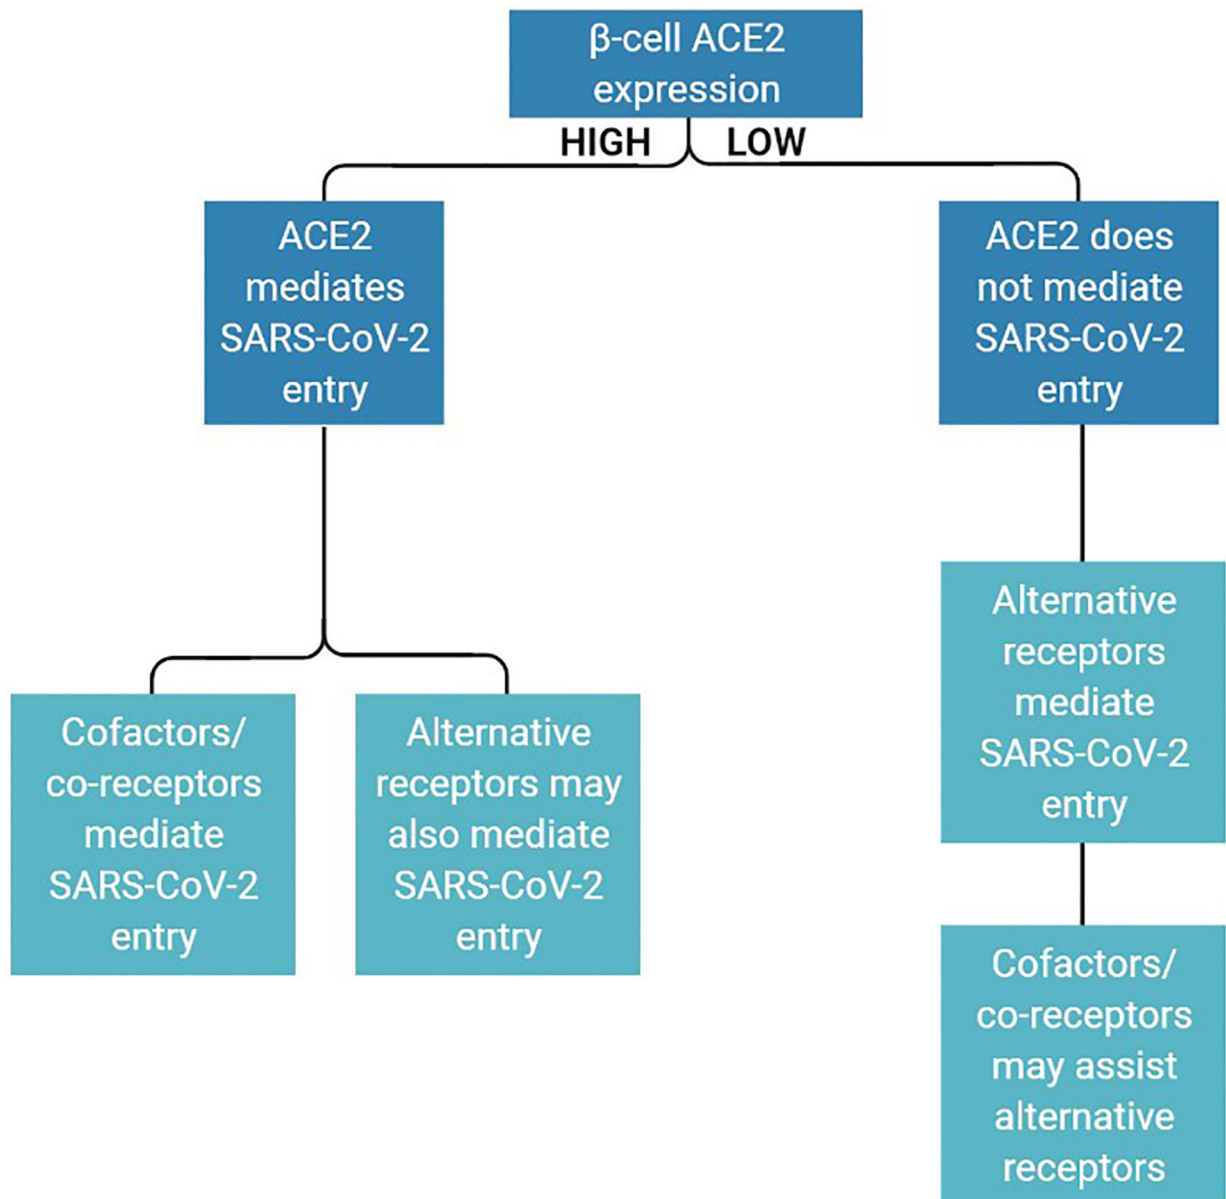 β-cell ACE2
expression
HIGH
LOW
ACE2
mediates
SARS-CoV-2
entry
ACE2 does
not mediate
SARS-CoV-2
entry
Cofactors/
co-receptors
mediate
SARS-CoV-2
entry
Alternative
receptors may
also mediate
SARS-CoV-2
entry
Alternative
receptors
mediate
SARS-CoV-2
entry
Cofactors/
co-receptors
may assist
alternative
receptors